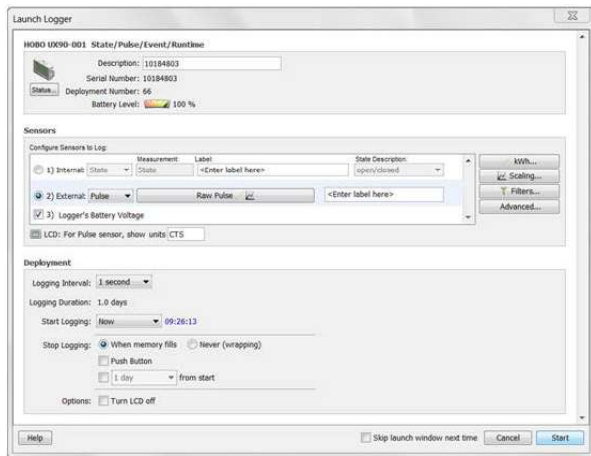 Launch Logger
HOBO UX90-001 State/Pulse/Event/Runtime
Description: 10184803
Serial Number: 10184803
Status... Deployment Number: 66
Battery Level: 100 %
Sensors
Configure Sensors to Log:
Measurement Label State Description
1) Internal: State State <Enter label here> open/closed
kWh...
Scaling...
2) External: Pulse Raw Pulse <Enter label here>
Filters...
Advanced...
3) Logger's Battery Voltage
LCD: For Pulse sensor, show units CTS
Deployment
Logging Interval: 1 second
Logging Duration: 1.0 days
Start Logging: Now 09:26:13
Stop Logging: When memory fills Never (wrapping)
Push Button
1 day from start
Options: Turn LCD off
Help Skip launch window next time Cancel Start